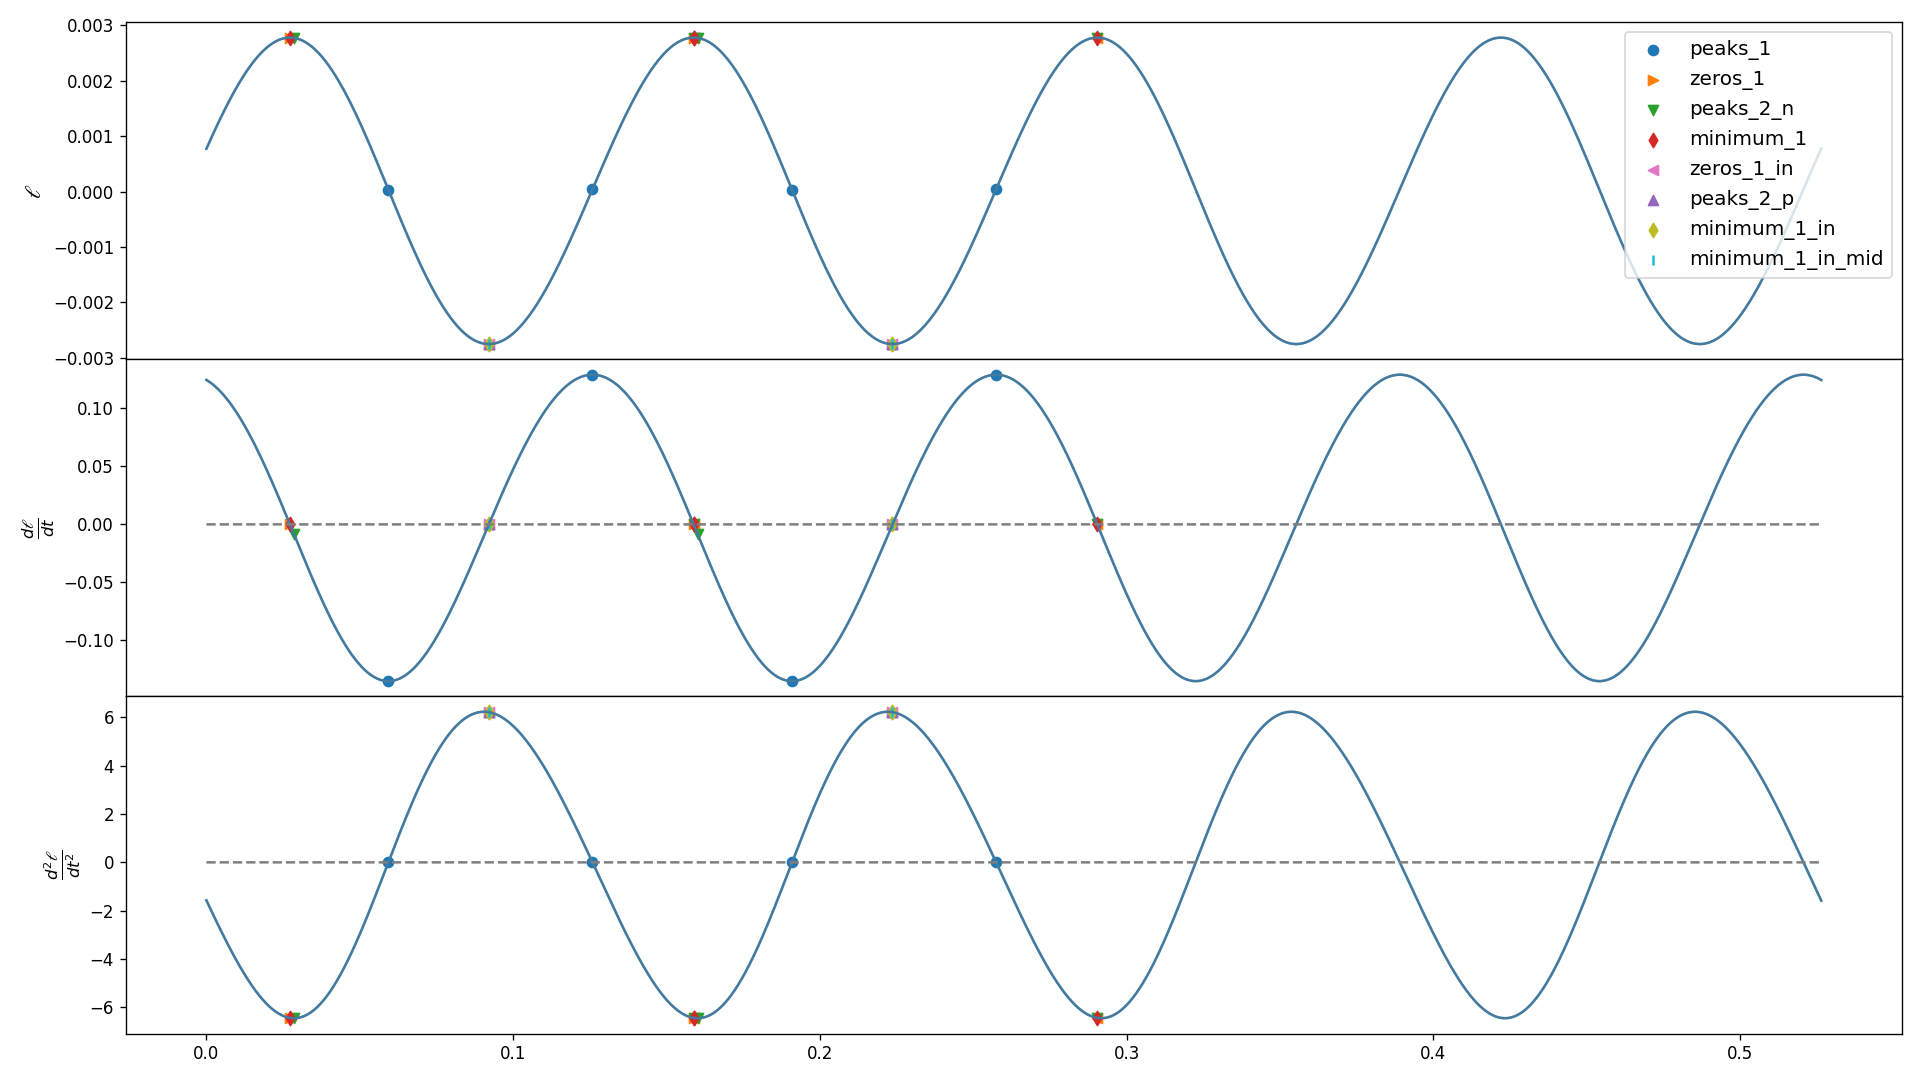 0.003
0.002
0.001
0.000
−0.001
−0.002
−0.003
ℓ
peaks_1
zeros_1
peaks_2_n
minimum_1
zeros_1_in
peaks_2_p
minimum_1_in
minimum_1_in_mid
0.10
0.05
0.00
−0.05
−0.10
dℓ
dt
6
4
2
0
−2
−4
−6
d²ℓ
dt²
0.0 0.1 0.2 0.3 0.4 0.5